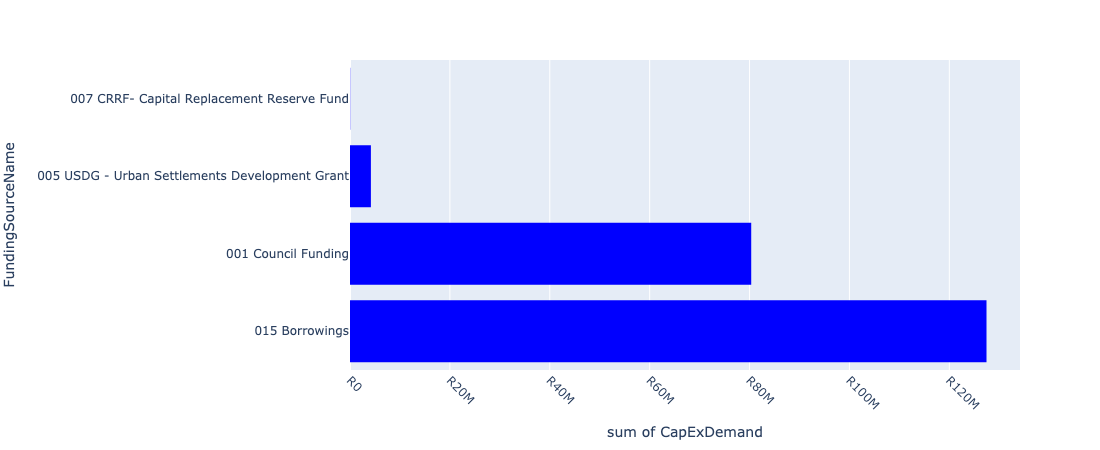 FundingSourceName
007 CRRF- Capital Replacement Reserve Fund
005 USDG - Urban Settlements Development Grant
001 Council Funding
015 Borrowings
R0
R20M
R40M
R60M
R80M
R100M
R120M
sum of CapExDemand